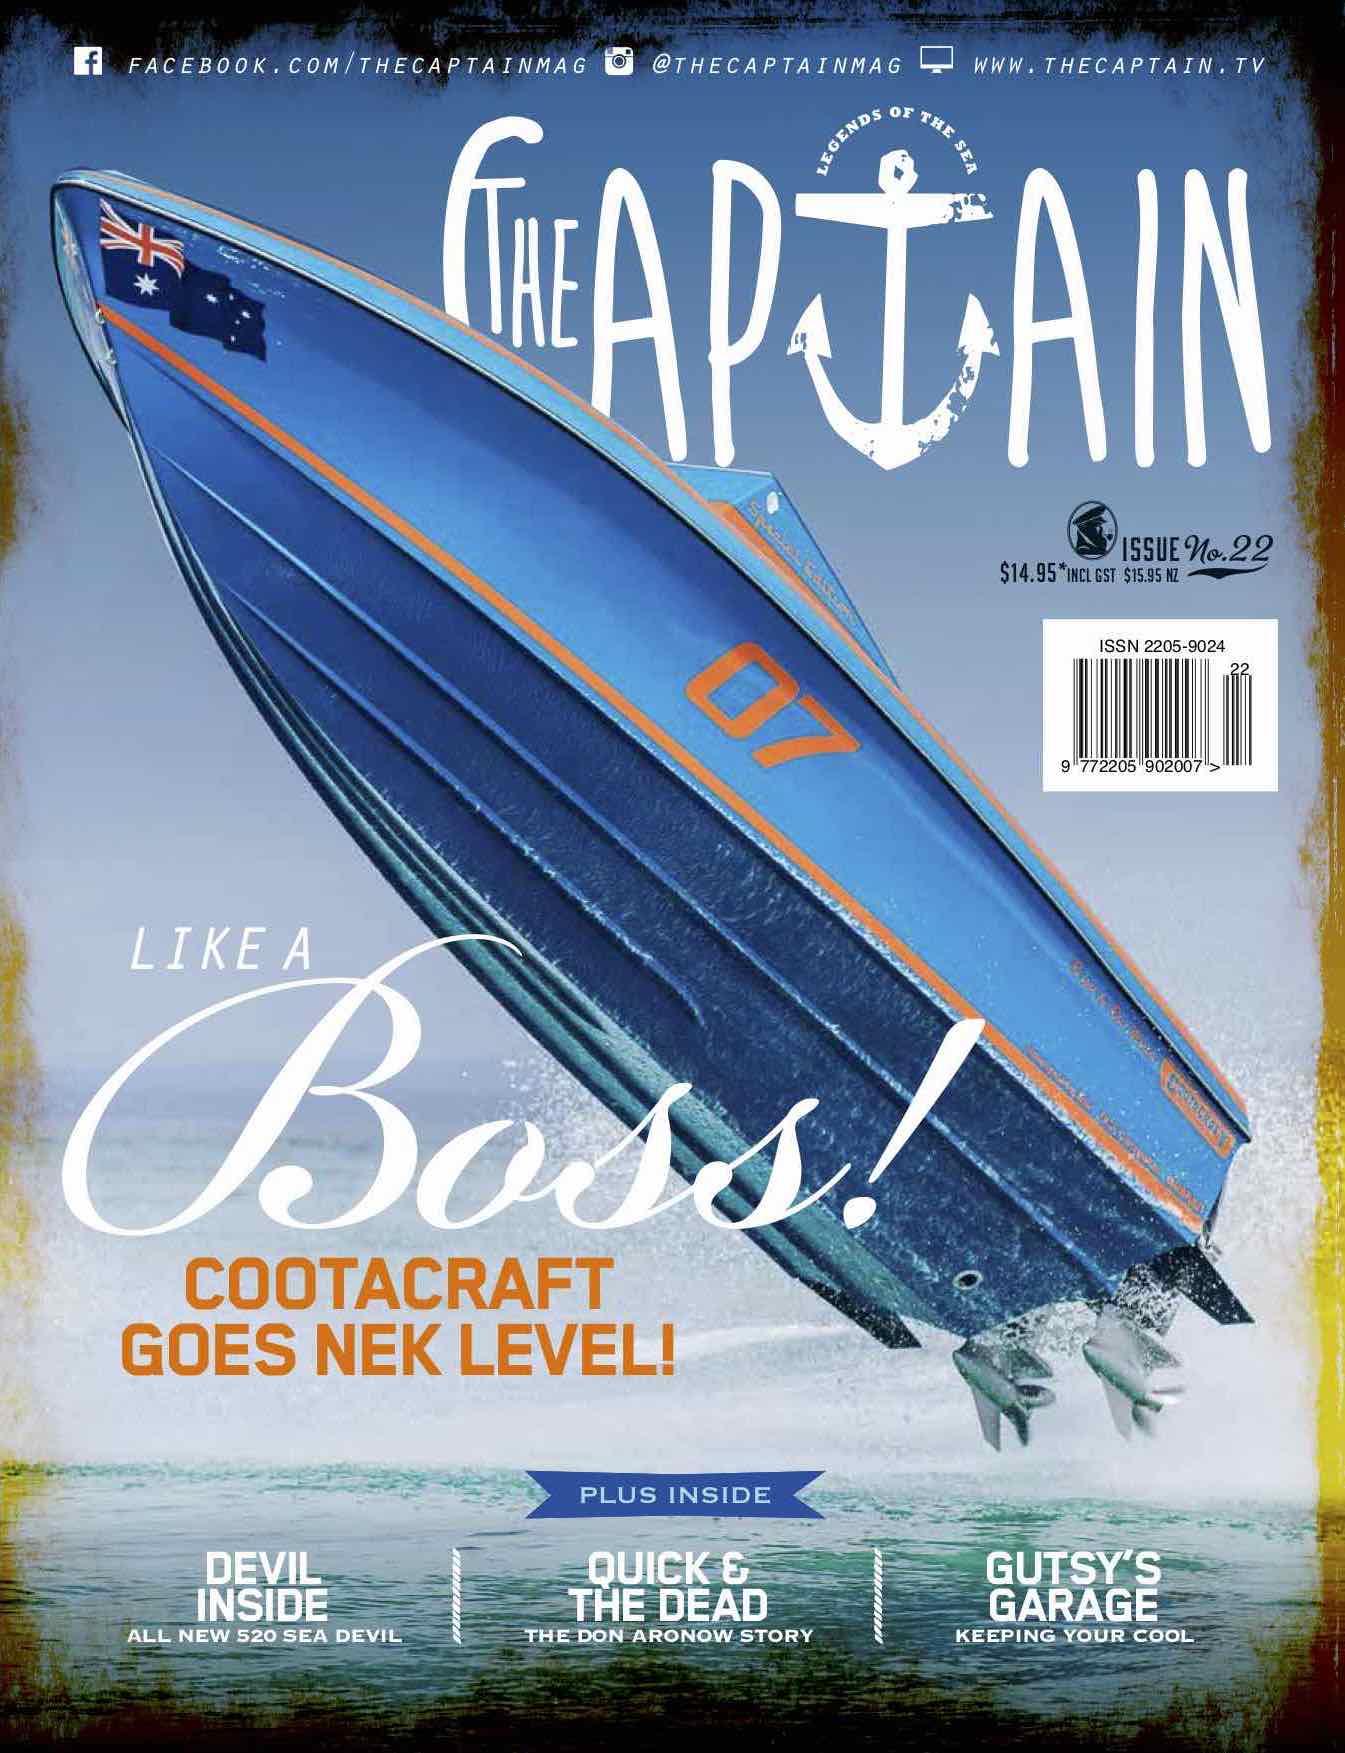 FACEBOOK.COM/THECAPTAINMAG @THECAPTAINMAG WWW.THECAPTAIN.TV
LEGENDS OF THE SEA
THE CAPTAIN
ISSUE No.22
$14.95*INCL GST $15.95 NZ
ISSN 2205-9024
22
9 772205 902007 >
Special Edition
07
LIKE A
Boss!
COOTACRAFT
GOES NEK LEVEL!
PLUS INSIDE
DEVIL
INSIDE
ALL NEW 520 SEA DEVIL
QUICK &
THE DEAD
THE DON ARONOW STORY
GUTSY'S
GARAGE
KEEPING YOUR COOL